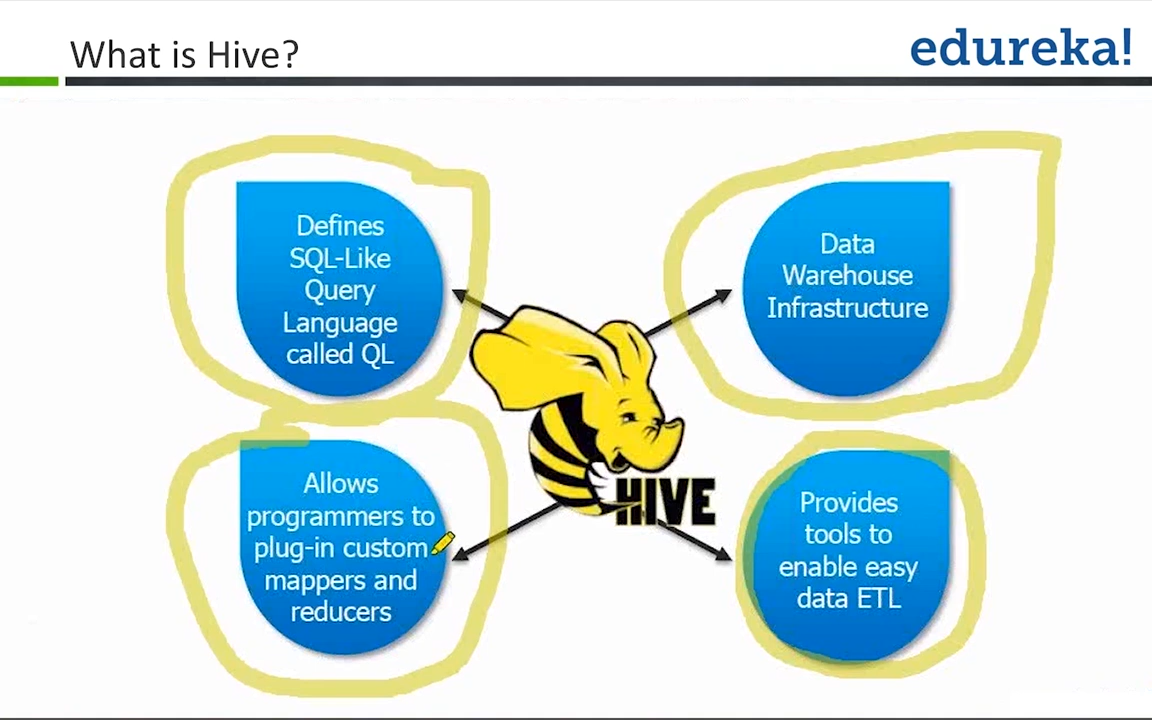 What is Hive?
edureka!
Defines
SQL-Like
Query
Language
called QL
Data
Warehouse
Infrastructure
HIVE
Allows
programmers to
plug-in custom
mappers and
reducers
Provides
tools to
enable easy
data ETL